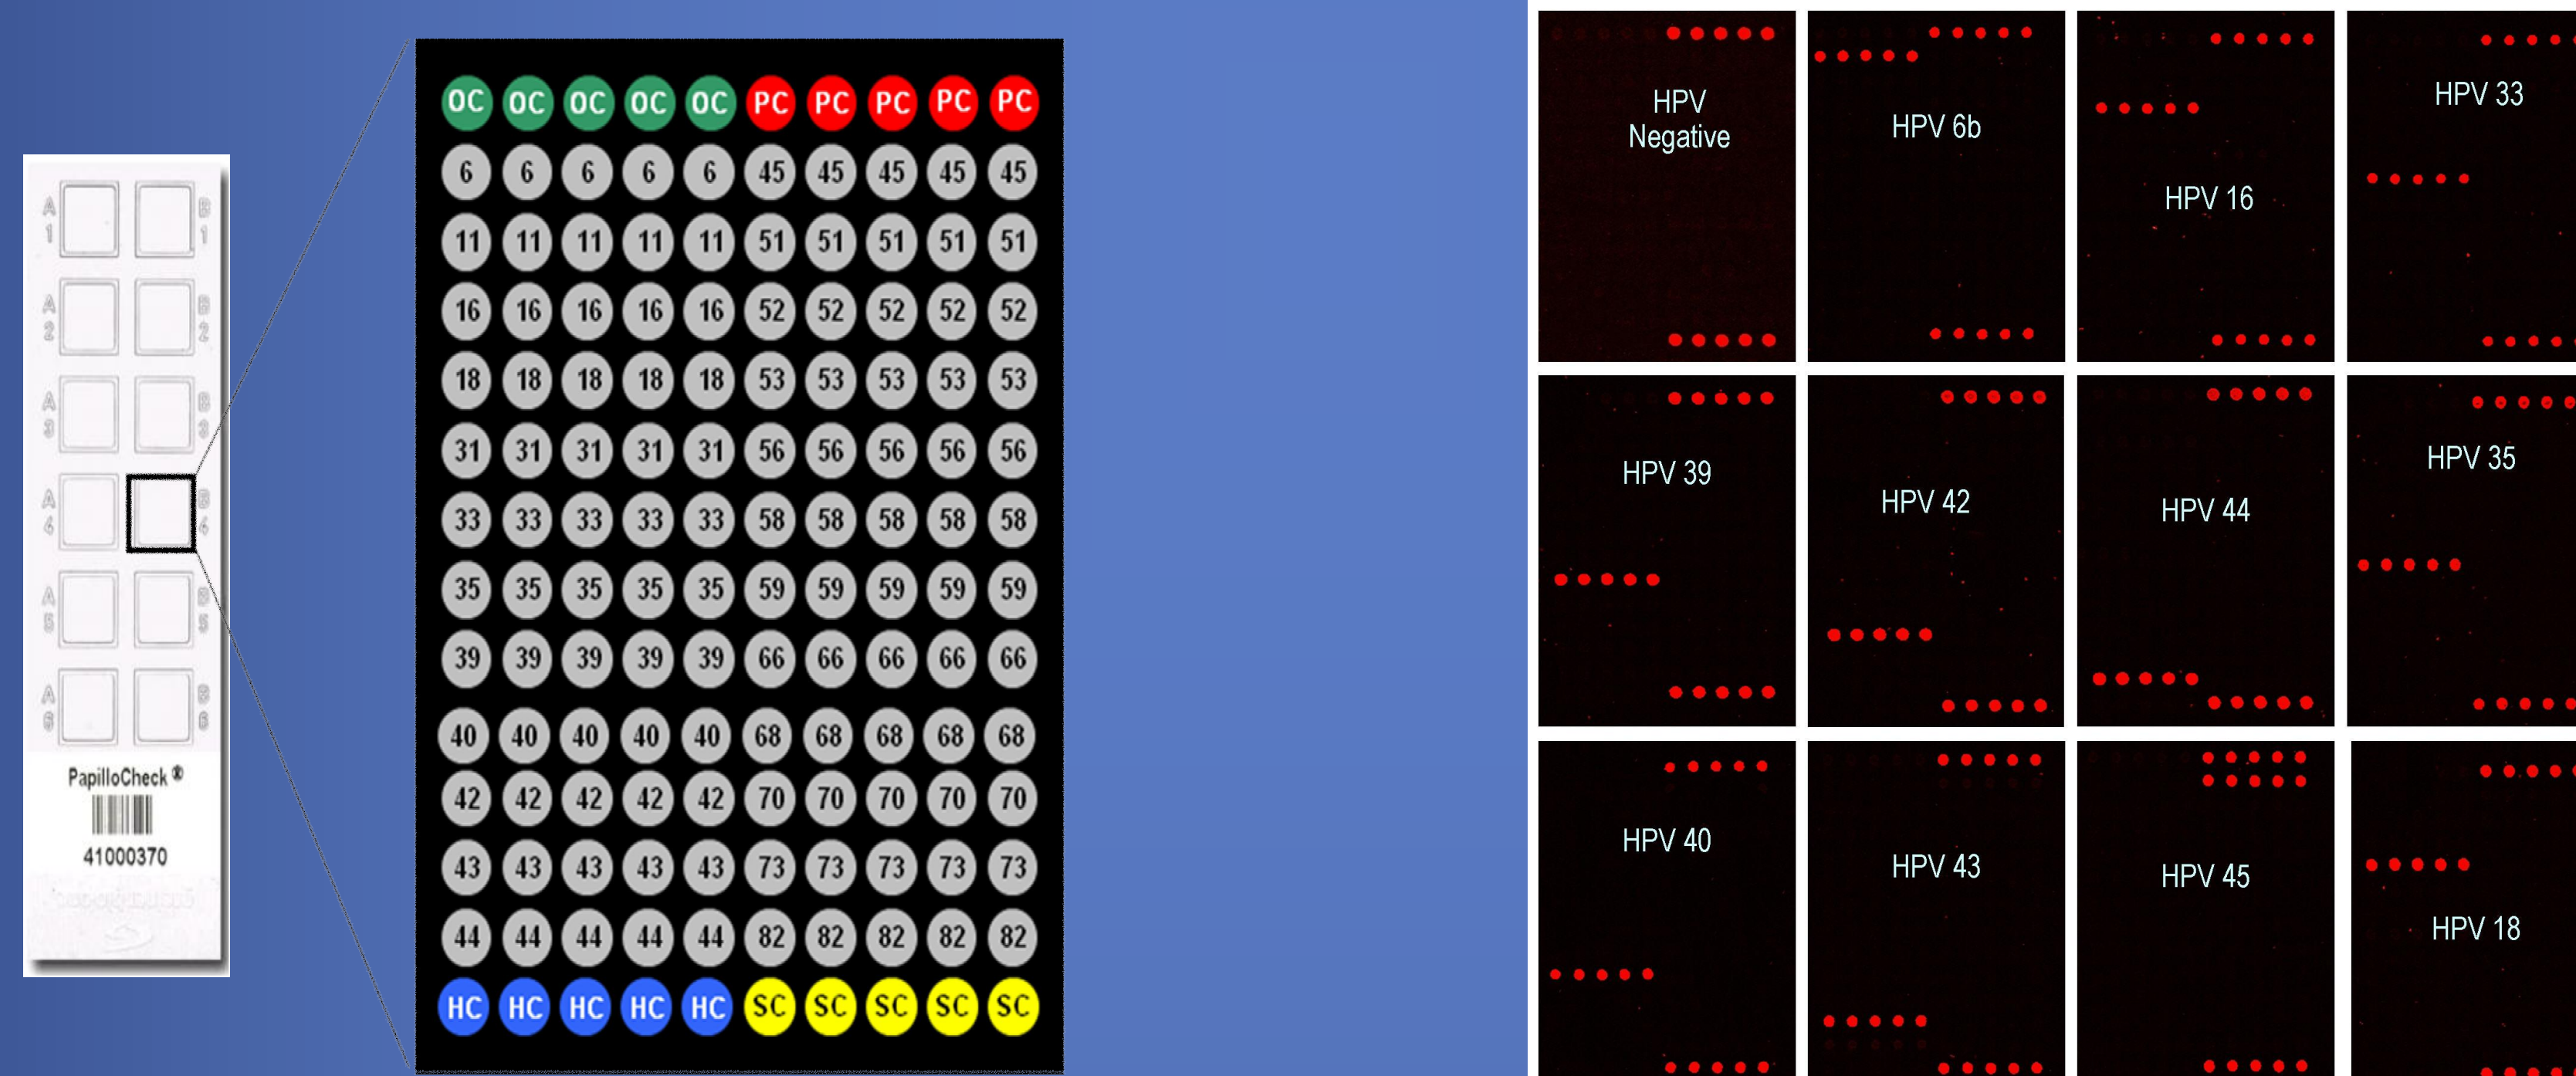 A 1
B 1
A 2
B 2
A 3
B 3
A 4
B 4
A 5
B 5
A 6
B 6
PapilloCheck ®
41000370
OC OC OC OC OC PC PC PC PC PC
6 6 6 6 6 45 45 45 45 45
11 11 11 11 11 51 51 51 51 51
16 16 16 16 16 52 52 52 52 52
18 18 18 18 18 53 53 53 53 53
31 31 31 31 31 56 56 56 56 56
33 33 33 33 33 58 58 58 58 58
35 35 35 35 35 59 59 59 59 59
39 39 39 39 39 66 66 66 66 66
40 40 40 40 40 68 68 68 68 68
42 42 42 42 42 70 70 70 70 70
43 43 43 43 43 73 73 73 73 73
44 44 44 44 44 82 82 82 82 82
HC HC HC HC HC SC SC SC SC SC
HPV
Negative
HPV 6b
HPV 16
HPV 33
HPV 39
HPV 42
HPV 44
HPV 35
HPV 40
HPV 43
HPV 45
HPV 18